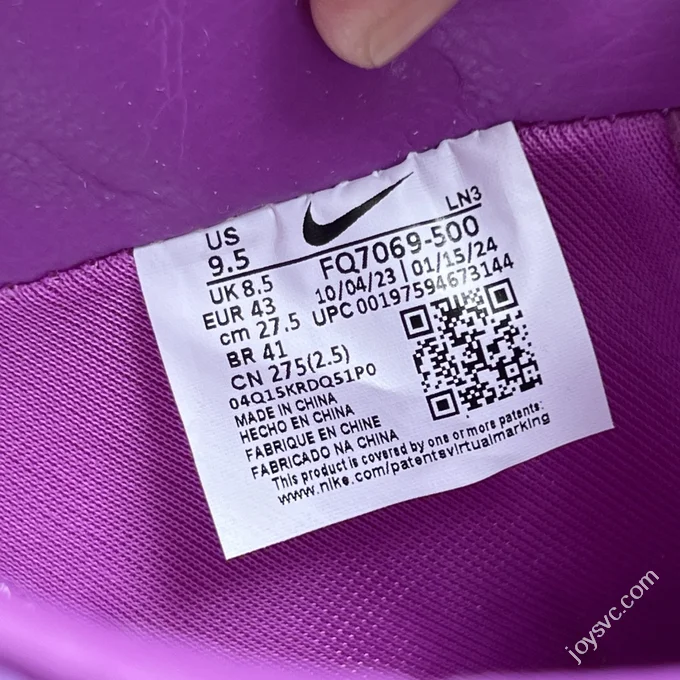 LN3
US
9.5
FQ7069-500
UK 8.5
10/04/23 | 01/15/24
EUR 43
UPC 00197594673144
cm 27.5
BR 41
CN 275(2.5)
04Q15KRDQ51P0
MADE IN CHINA
HECHO EN CHINA
FABRIQUE EN CHINE
FABRICADO NA CHINA
This product is covered by one or more patents:
www.nike.com/patentsvirtualmarking
joysvc.com